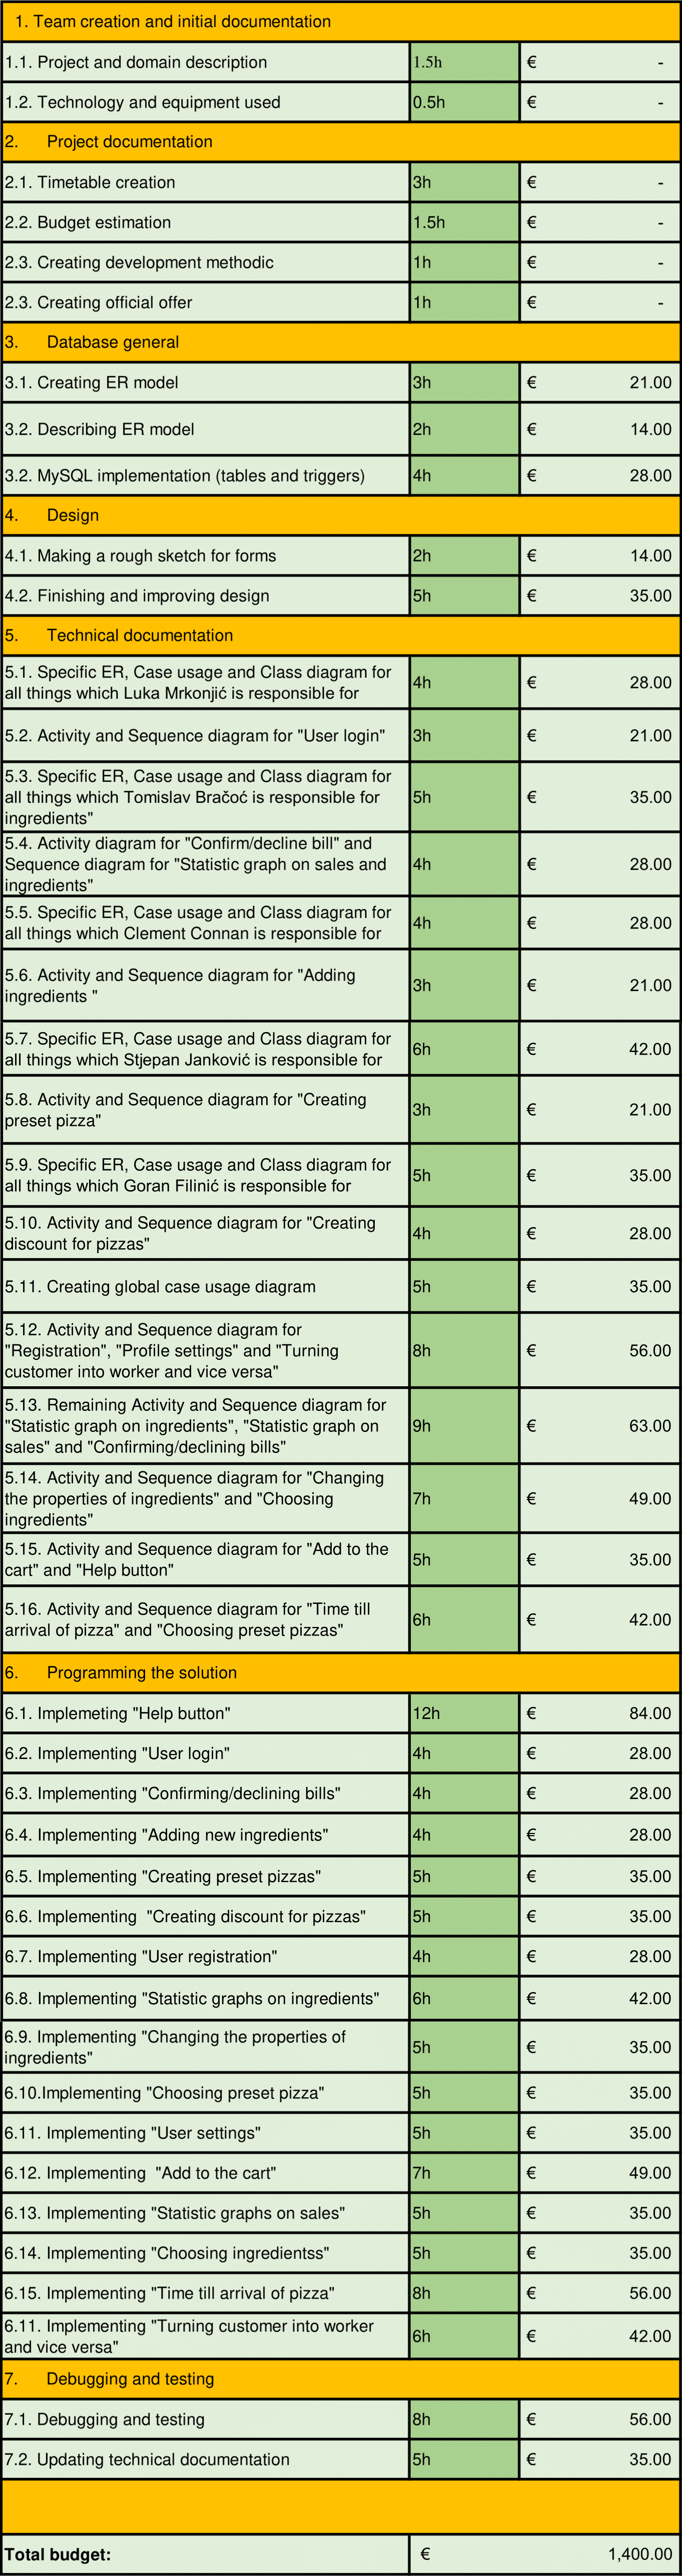 1. Team creation and initial documentation
1.1. Project and domain description 1.5h € -
1.2. Technology and equipment used 0.5h € -
2. Project documentation
2.1. Timetable creation 3h € -
2.2. Budget estimation 1.5h € -
2.3. Creating development methodic 1h € -
2.3. Creating official offer 1h € -
3. Database general
3.1. Creating ER model 3h € 21.00
3.2. Describing ER model 2h € 14.00
3.2. MySQL implementation (tables and triggers) 4h € 28.00
4. Design
4.1. Making a rough sketch for forms 2h € 14.00
4.2. Finishing and improving design 5h € 35.00
5. Technical documentation
5.1. Specific ER, Case usage and Class diagram for
all things which Luka Mrkonjić is responsible for 4h € 28.00
5.2. Activity and Sequence diagram for "User login" 3h € 21.00
5.3. Specific ER, Case usage and Class diagram for
all things which Tomislav Bračoć is responsible for 5h € 35.00
ingredients"
5.4. Activity diagram for "Confirm/decline bill" and
Sequence diagram for "Statistic graph on sales and 4h € 28.00
ingredients"
5.5. Specific ER, Case usage and Class diagram for
all things which Clement Connan is responsible for 4h € 28.00
5.6. Activity and Sequence diagram for "Adding
ingredients " 3h € 21.00
5.7. Specific ER, Case usage and Class diagram for
all things which Stjepan Janković is responsible for 6h € 42.00
5.8. Activity and Sequence diagram for "Creating
preset pizza" 3h € 21.00
5.9. Specific ER, Case usage and Class diagram for
all things which Goran Filinić is responsible for 5h € 35.00
5.10. Activity and Sequence diagram for "Creating
discount for pizzas" 4h € 28.00
5.11. Creating global case usage diagram 5h € 35.00
5.12. Activity and Sequence diagram for
"Registration", "Profile settings" and "Turning 8h € 56.00
customer into worker and vice versa"
5.13. Remaining Activity and Sequence diagram for
"Statistic graph on ingredients", "Statistic graph on 9h € 63.00
sales" and "Confirming/declining bills"
5.14. Activity and Sequence diagram for "Changing
the properties of ingredients" and "Choosing 7h € 49.00
ingredients"
5.15. Activity and Sequence diagram for "Add to the
cart" and "Help button" 5h € 35.00
5.16. Activity and Sequence diagram for "Time till
arrival of pizza" and "Choosing preset pizzas" 6h € 42.00
6. Programming the solution
6.1. Implemeting "Help button" 12h € 84.00
6.2. Implementing "User login" 4h € 28.00
6.3. Implementing "Confirming/declining bills" 4h € 28.00
6.4. Implementing "Adding new ingredients" 4h € 28.00
6.5. Implementing "Creating preset pizzas" 5h € 35.00
6.6. Implementing "Creating discount for pizzas" 5h € 35.00
6.7. Implementing "User registration" 4h € 28.00
6.8. Implementing "Statistic graphs on ingredients" 6h € 42.00
6.9. Implementing "Changing the properties of
ingredients" 5h € 35.00
6.10.Implementing "Choosing preset pizza" 5h € 35.00
6.11. Implementing "User settings" 5h € 35.00
6.12. Implementing "Add to the cart" 7h € 49.00
6.13. Implementing "Statistic graphs on sales" 5h € 35.00
6.14. Implementing "Choosing ingredientss" 5h € 35.00
6.15. Implementing "Time till arrival of pizza" 8h € 56.00
6.11. Implementing "Turning customer into worker
and vice versa" 6h € 42.00
7. Debugging and testing
7.1. Debugging and testing 8h € 56.00
7.2. Updating technical documentation 5h € 35.00
Total budget: € 1,400.00